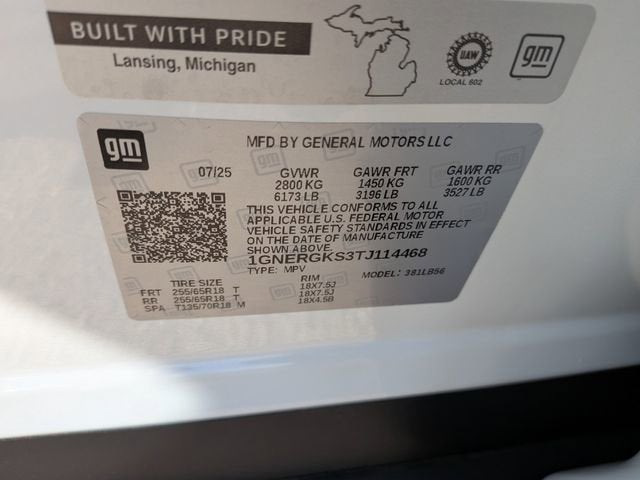 BUILT WITH PRIDE
Lansing, Michigan
UAW
LOCAL 602
gm
gm
MFD BY GENERAL MOTORS LLC
07/25 GVWR GAWR FRT GAWR RR
2800 KG 1450 KG 1600 KG
6173 LB 3196 LB 3527 LB
THIS VEHICLE CONFORMS TO ALL
APPLICABLE U.S. FEDERAL MOTOR
VEHICLE SAFETY STANDARDS IN EFFECT
ON THE DATE OF MANUFACTURE
SHOWN ABOVE.
1GNERGKS3TJ114468
TYPE: MPV MODEL: 381LB56
TIRE SIZE RIM
FRT 255/65R18 T 18X7.5J
RR 255/65R18 T 18X7.5J
SPA T135/70R18 M 18X4.5B